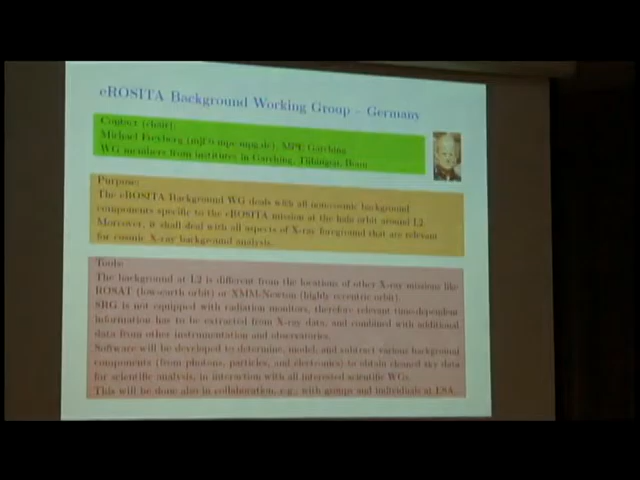 eROSITA Background Working Group – Germany
Contact (chair):
Michael Freyberg (mjf@mpe.mpg.de), MPE Garching
WG members from institutes in Garching, Tübingen, Bonn
Purpose:
The eROSITA Background WG deals with all non-cosmic background
components specific to the eROSITA mission at the halo orbit around L2.
Moreover, it shall deal with all aspects of X-ray foreground that are relevant
for cosmic X-ray background analysis.
The background at L2 is different from the locations of other X-ray missions like
ROSAT (low-earth orbit) or XMM-Newton (highly eccentric orbit).
SRG is not equipped with radiation monitors, therefore relevant time-dependent
information has to be extracted from X-ray data, and combined with additional
data from other instrumentation and observatories.
Software will be developed to determine, model, and subtract various background
components (from photons, particles, and electronics) to obtain cleaned sky data
for scientific analysis, in interaction with all interested scientific WGs.
This will be done also in collaboration, e.g., with groups and individuals at ESA.